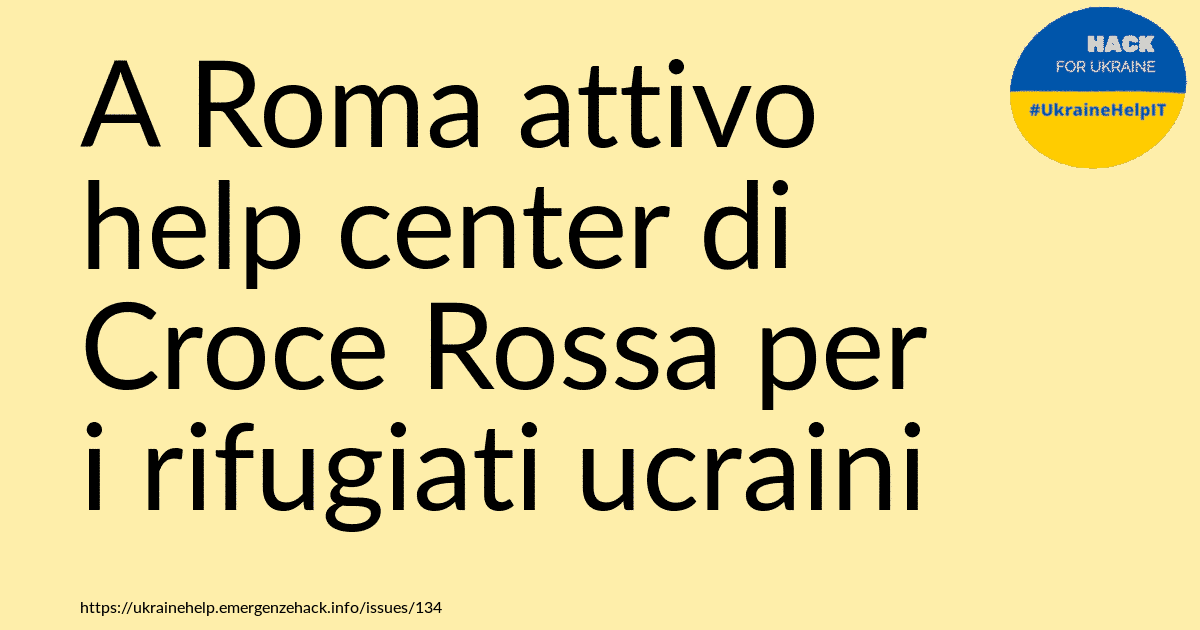 HACK
FOR UKRAINE
#UkraineHelpIT
A Roma attivo
help center di
Croce Rossa per
i rifugiati ucraini
https://ukrainehelp.emergenzehack.info/issues/134